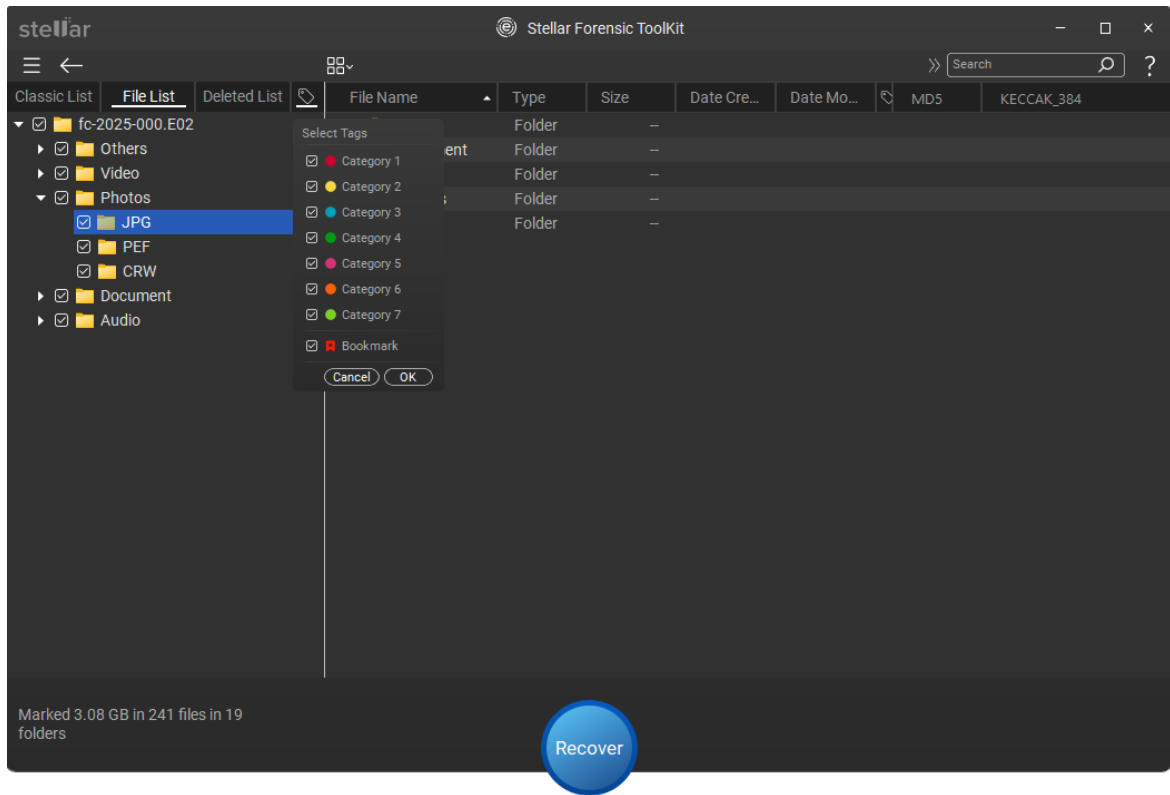 stellar
Stellar Forensic ToolKit
Search
?
Classic List File List Deleted List File Name Type Size Date Cre... Date Mo... MD5 KECCAK_384
fc-2025-000.E02
Others
Video
Photos
JPG
PEF
CRW
Document
Audio
Select Tags
Category 1
Category 2
Category 3
Category 4
Category 5
Category 6
Category 7
Bookmark
Cancel OK
Folder --
ent Folder --
Folder --
s Folder --
Folder --
Marked 3.08 GB in 241 files in 19
folders
Recover